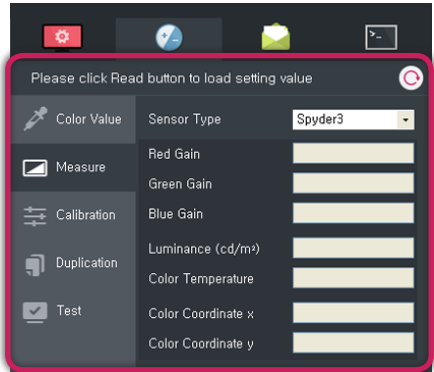 >_
Please click Read button to load setting value
Color Value
Measure
Calibration
Duplication
Test
Sensor Type
Spyder3
Red Gain
Green Gain
Blue Gain
Luminance (cd/m²)
Color Temperature
Color Coordinate x
Color Coordinate y